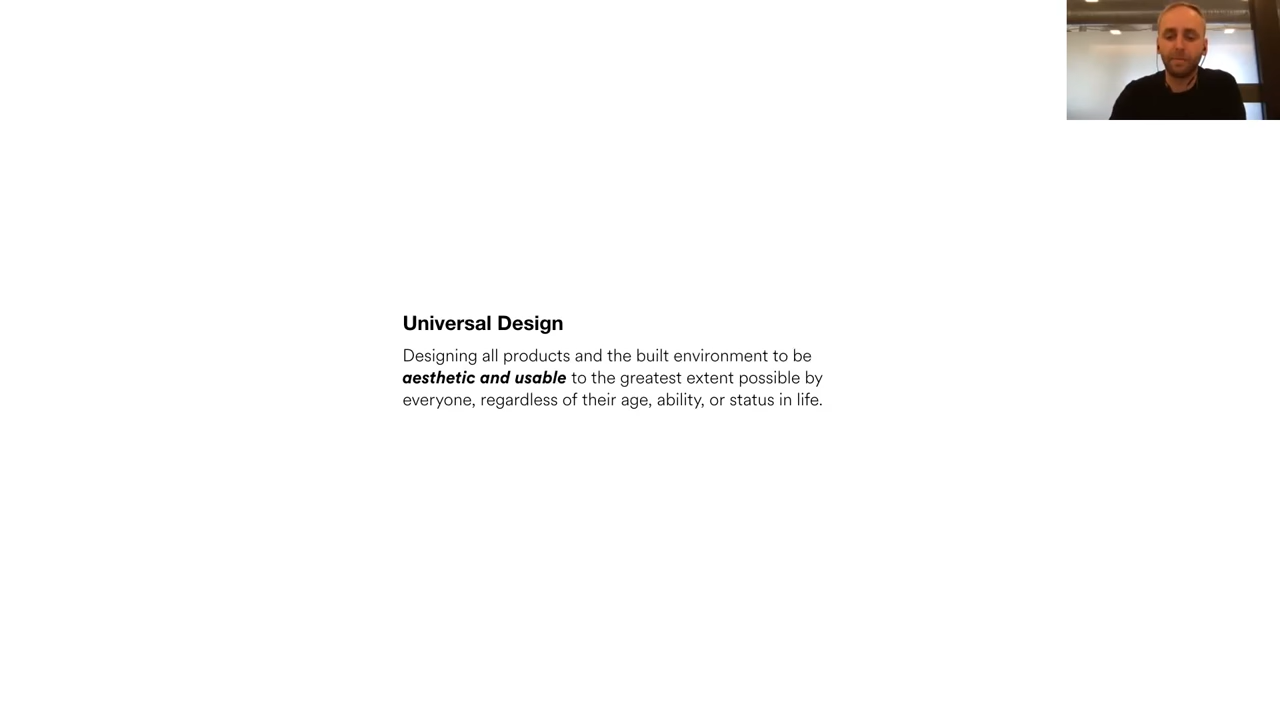 Universal Design
Designing all products and the built environment to be
aesthetic and usable to the greatest extent possible by
everyone, regardless of their age, ability, or status in life.